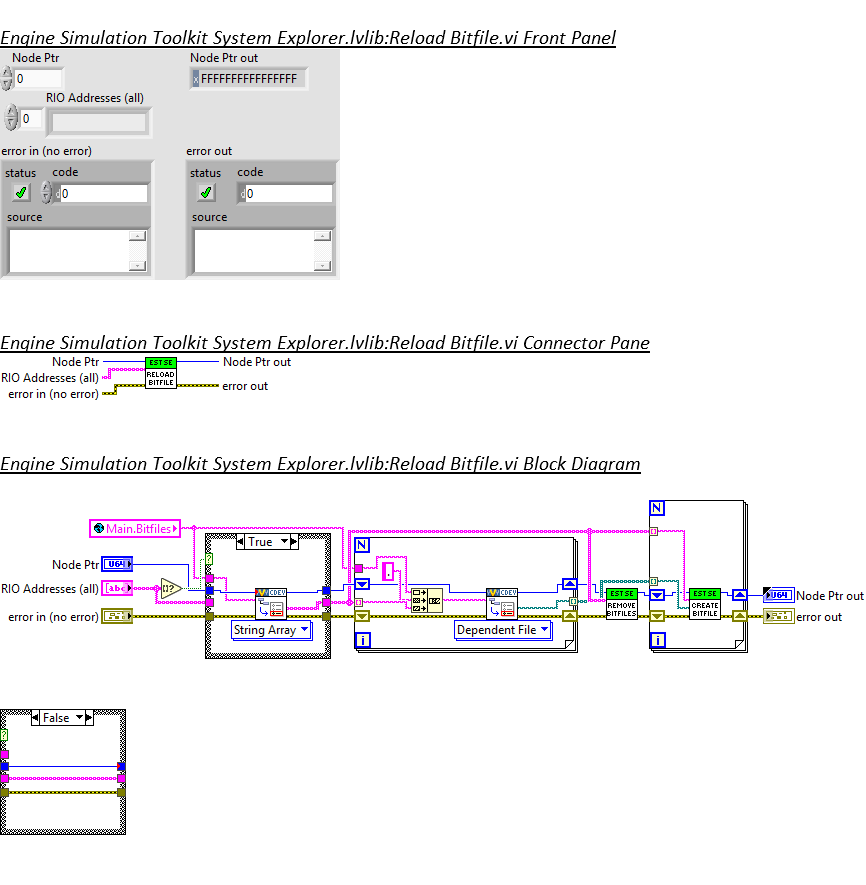 Engine Simulation Toolkit System Explorer.lvlib:Reload Bitfile.vi Front Panel
Node Ptr
Node Ptr out
0
x FFFFFFFFFFFFFFFF
RIO Addresses (all)
0
error in (no error)
error out
status
code
status
code
d 0
d 0
source
source
Engine Simulation Toolkit System Explorer.lvlib:Reload Bitfile.vi Connector Pane
Node Ptr
EST.SE
Node Ptr out
RIO Addresses (all)
RELOAD
BITFILE
error out
error in (no error)
Engine Simulation Toolkit System Explorer.lvlib:Reload Bitfile.vi Block Diagram
Main.Bitfiles
True
N
N
Node Ptr
U64
RIO Addresses (all)
abc
error in (no error)
?
CDEV
String Array
CDEV
Dependent File
i
EST.SE
REMOVE
BITFILES
EST.SE
CREATE
BITFILE
i
U64
Node Ptr out
error out
False
?